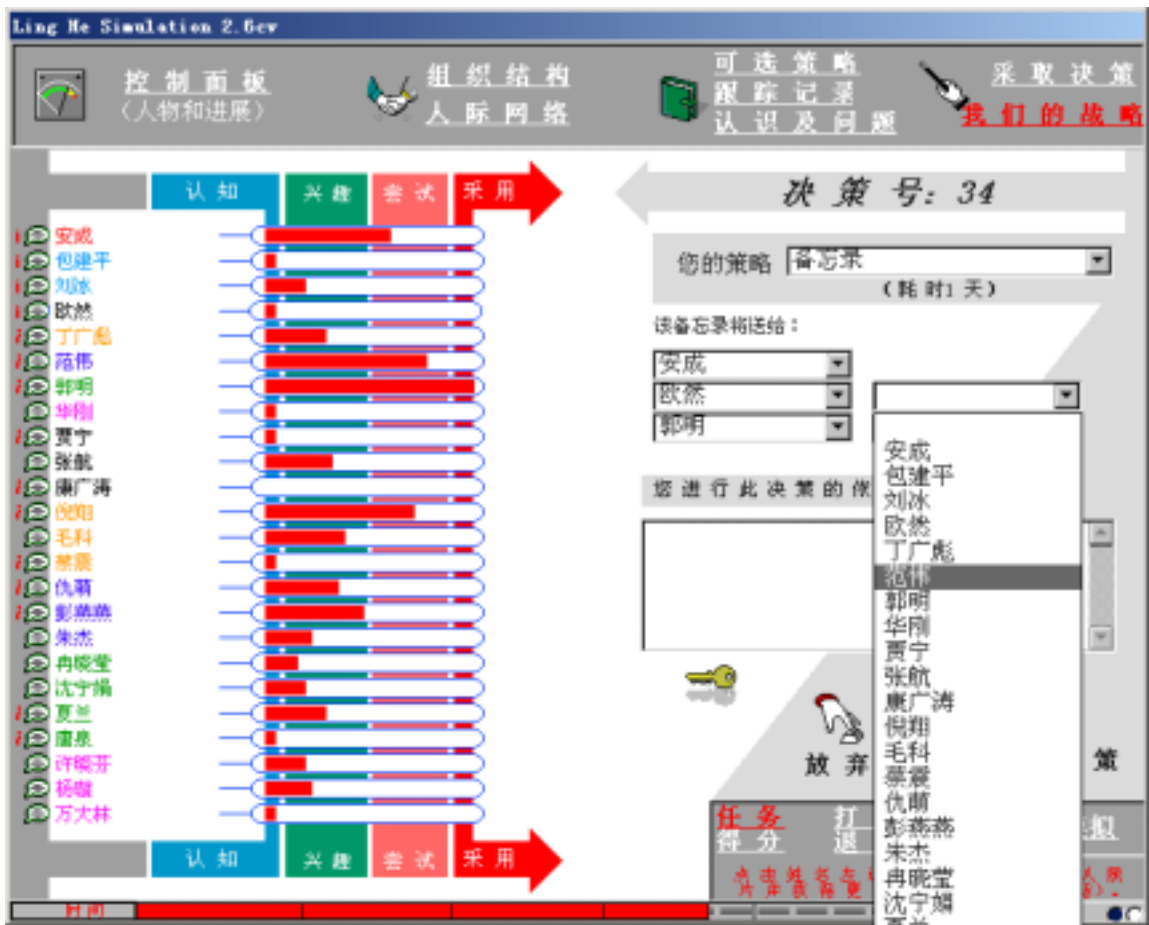 Ling He Simulation 2.6cw
控制面板
(人物和进展)
组织结构
人际网络
可选策略
跟踪记录
认识及问题
采取决策
我们的战略
认知 兴趣 尝试 采用
安成
包建平
刘冰
欧然
丁广彪
范伟
郭明
华刚
贾宁
张航
康广涛
倪翔
毛科
蔡震
仇萌
彭燕燕
朱杰
冉晓莹
沈宁娟
夏兰
唐泉
许晓芬
杨璇
万大林
认知 兴趣 尝试 采用
时间
决策号: 34
您的策略 备忘录
(耗时1天)
该备忘录将送给:
安成
欧然
郭明
您进行此决策的依
安成
包建平
刘冰
欧然
丁广彪
范伟
郭明
华刚
贾宁
张航
康广涛
倪翔
毛科
蔡震
仇萌
彭燕燕
朱杰
冉晓莹
沈宁娟
夏兰
放弃
策
任务
得分
打
退
拟